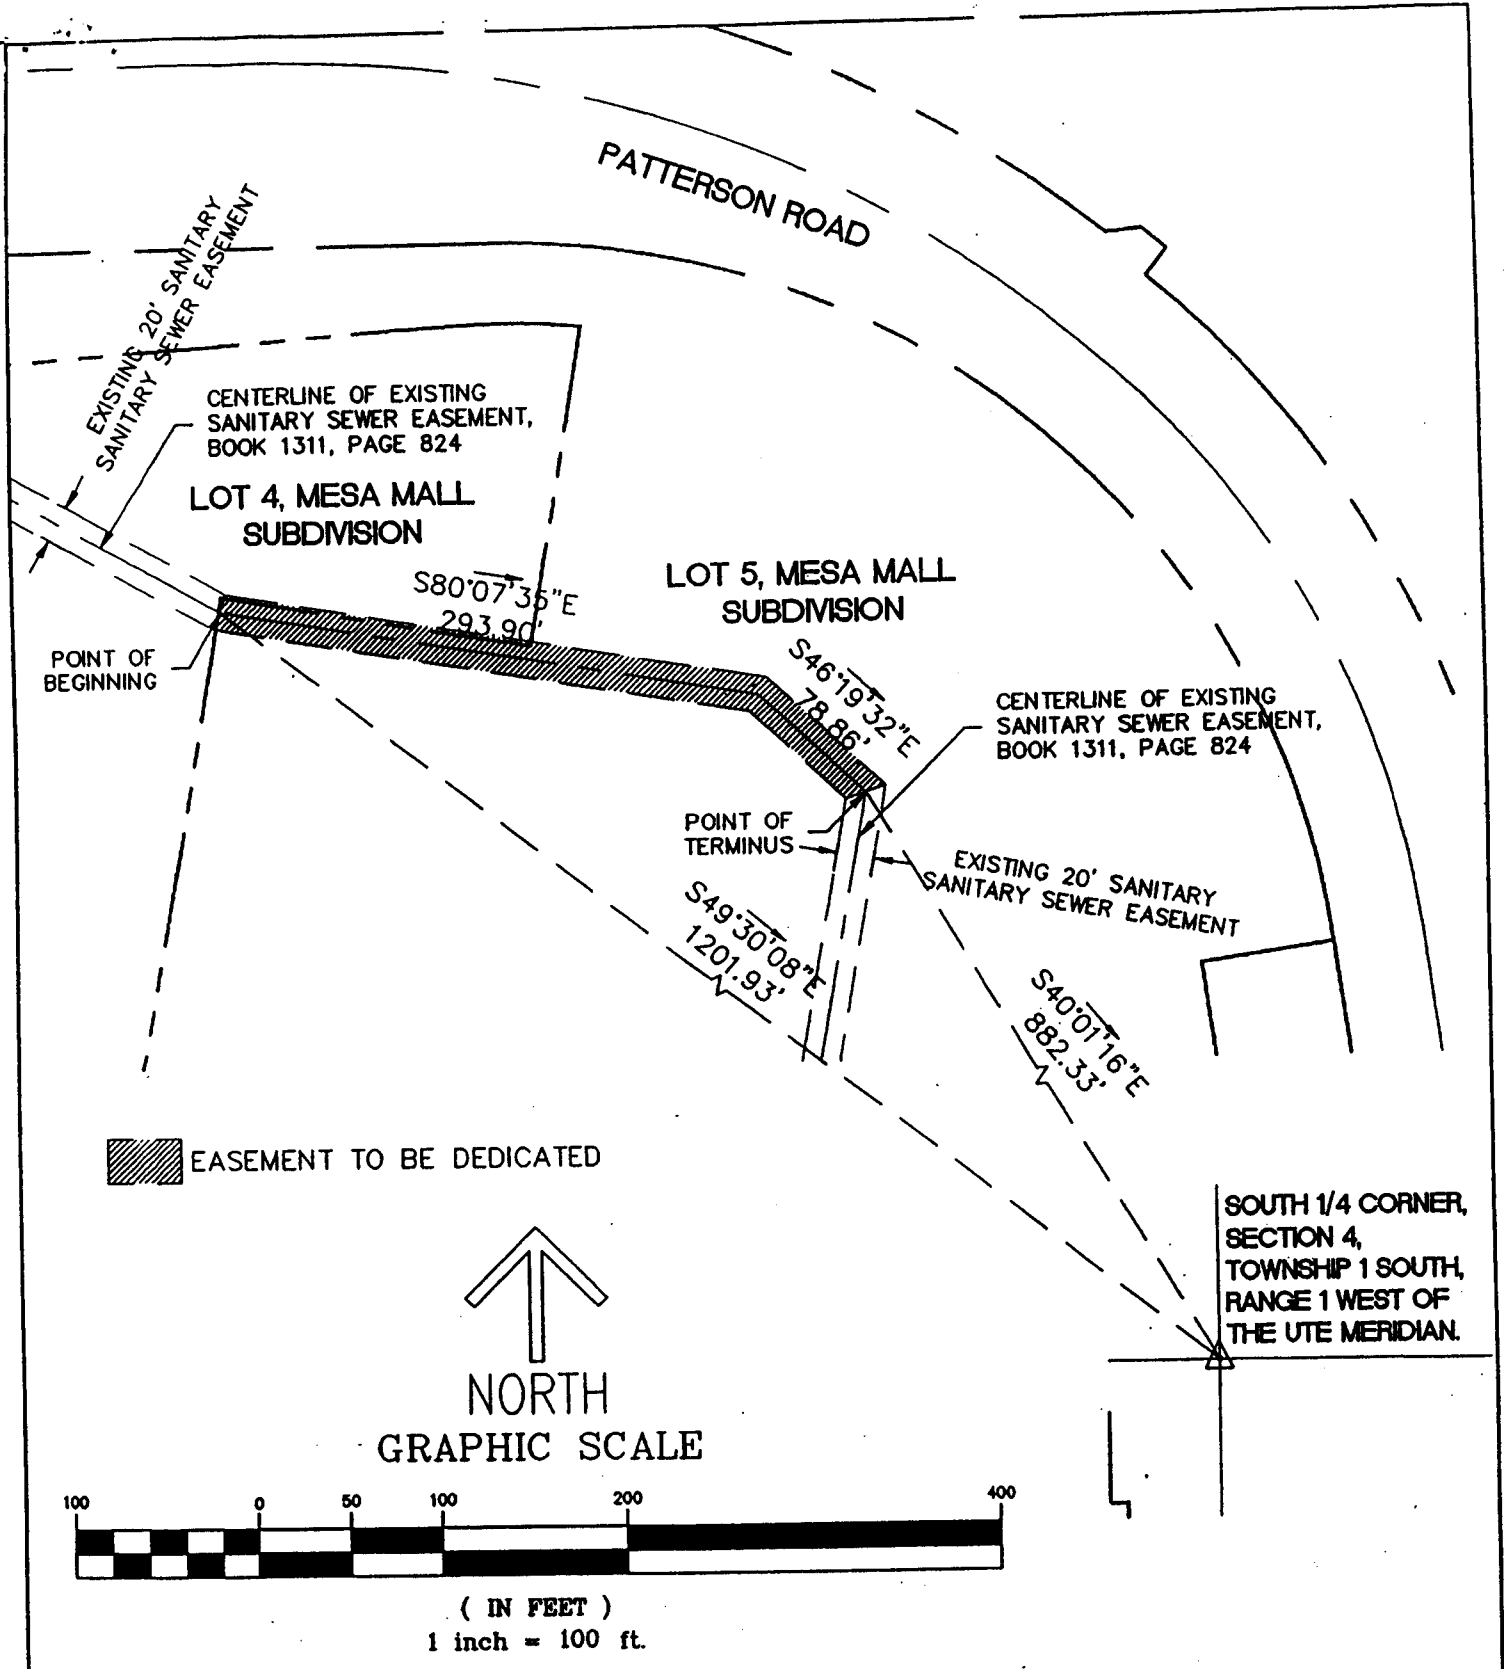 PATTERSON ROAD
EXISTING 20' SANITARY
SANITARY SEWER EASEMENT
CENTERLINE OF EXISTING
SANITARY SEWER EASEMENT,
BOOK 1311, PAGE 824
LOT 4, MESA MALL
SUBDIVISION
S80°07'35"E
293.90'
LOT 5, MESA MALL
SUBDIVISION
POINT OF
BEGINNING
S46°19'32"E
78.86'
CENTERLINE OF EXISTING
SANITARY SEWER EASEMENT,
BOOK 1311, PAGE 824
POINT OF
TERMINUS
EXISTING 20' SANITARY
SANITARY SEWER EASEMENT
S49°30'08"E
1201.93'
S40°01'16"E
882.33'
EASEMENT TO BE DEDICATED
SOUTH 1/4 CORNER,
SECTION 4,
TOWNSHIP 1 SOUTH,
RANGE 1 WEST OF
THE UTE MERIDIAN.
NORTH
GRAPHIC SCALE
100 0 50 100 200 400
( IN FEET )
1 inch = 100 ft.